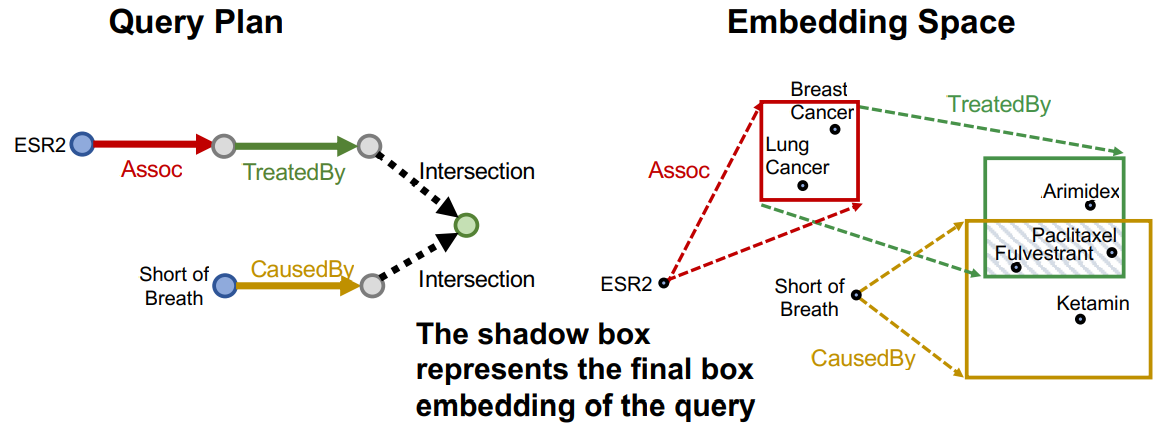 Query Plan
Embedding Space
ESR2
Assoc
TreatedBy
Intersection
Short of
Breath
CausedBy
Intersection
The shadow box
represents the final box
embedding of the query
Breast
Cancer
Lung
Cancer
Assoc
TreatedBy
ESR2
Arimidex
Paclitaxel
Fulvestrant
Short of
Breath
Ketamin
CausedBy